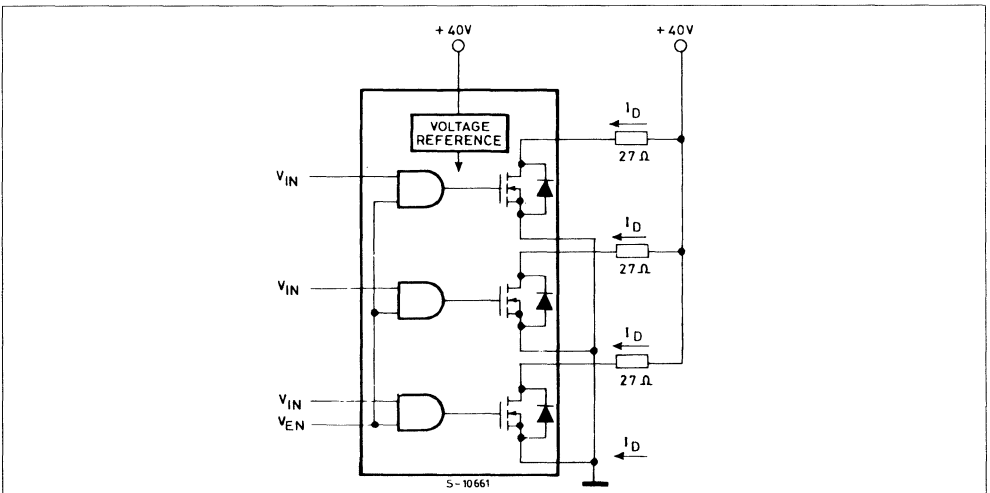 + 40V
+ 40V
VOLTAGE
REFERENCE
I_D
27 Ω
V_IN
I_D
27 Ω
V_IN
I_D
27 Ω
V_IN
V_EN
I_D
S-10661